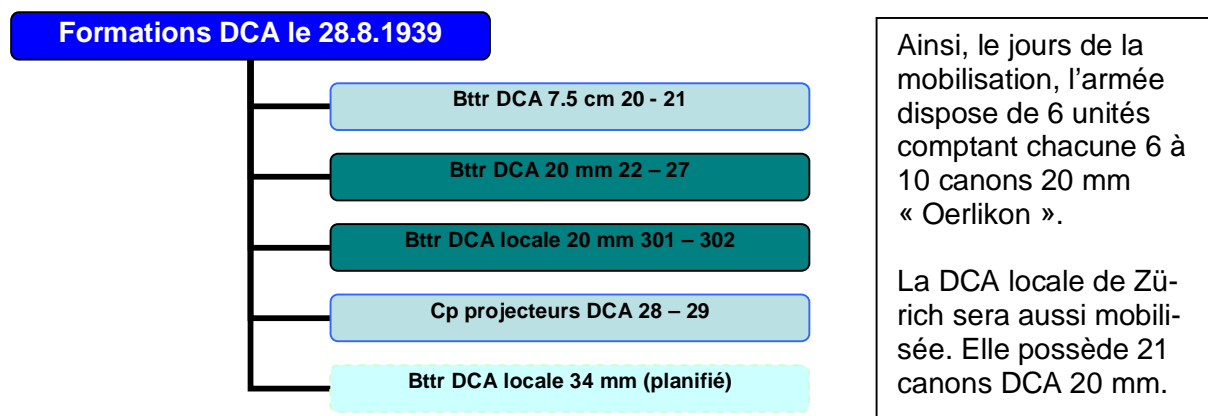 Formations DCA le 28.8.1939
Bttr DCA 7.5 cm 20 - 21
Bttr DCA 20 mm 22 – 27
Bttr DCA locale 20 mm 301 – 302
Cp projecteurs DCA 28 – 29
Bttr DCA locale 34 mm (planifié)
Ainsi, le jours de la
mobilisation, l’armée
dispose de 6 unités
comptant chacune 6 à
10 canons 20 mm
« Oerlikon ».
La DCA locale de Zü-
rich sera aussi mobili-
sée. Elle possède 21
canons DCA 20 mm.